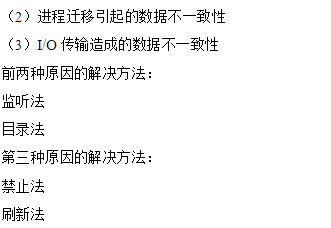 （2）进程迁移引起的数据不一致性
（3）I/O 传输造成的数据不一致性
前两种原因的解决方法：
监听法
目录法
第三种原因的解决方法：
禁止法
刷新法